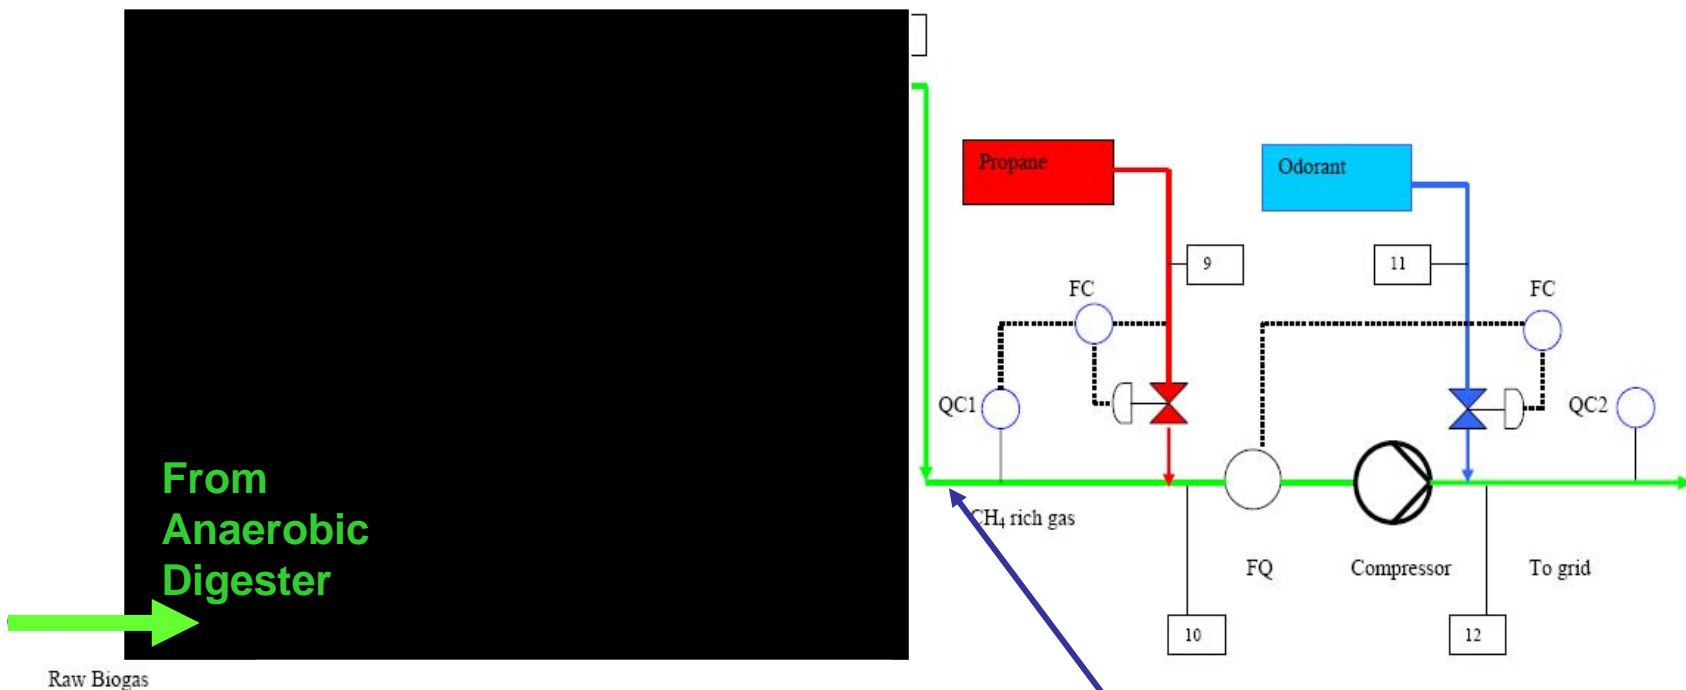 Propane
Odorant
9
11
FC
FC
QC1
QC2
From
Anaerobic
Digester
CH₄ rich gas
FQ
Compressor
To grid
10
12
Raw Biogas